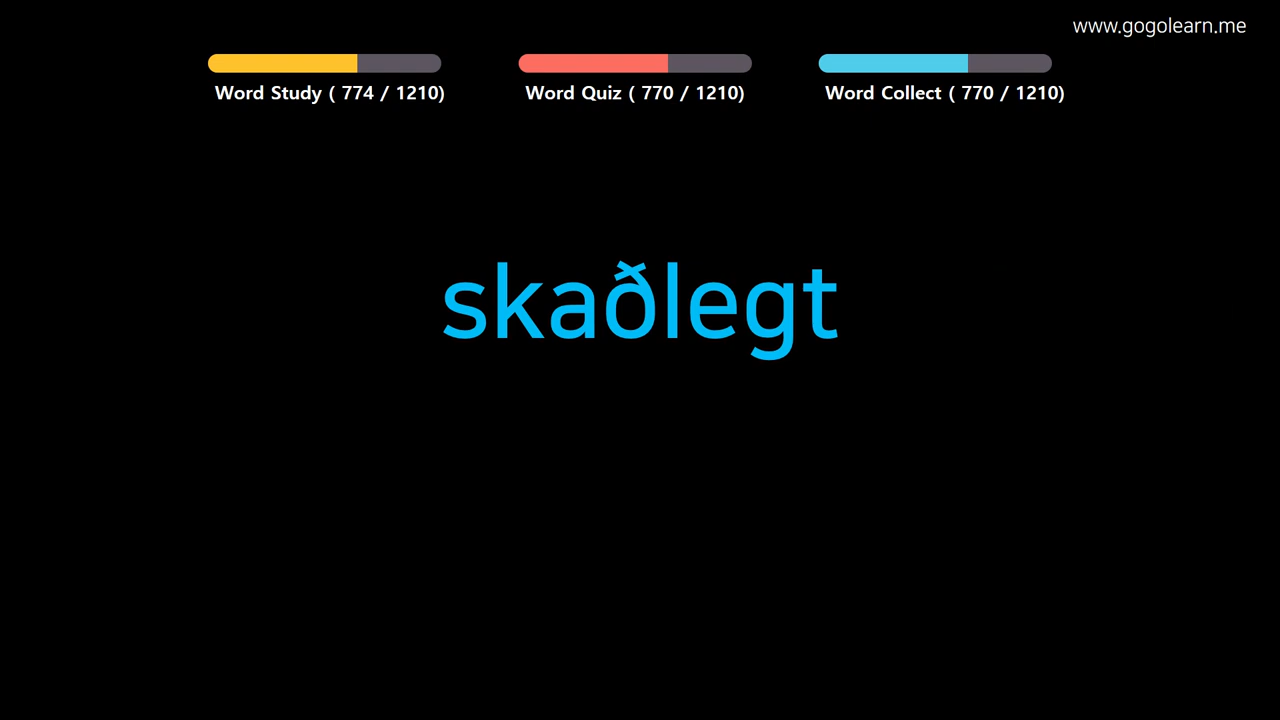 www.gogolearn.me
Word Study ( 774 / 1210)
Word Quiz ( 770 / 1210)
Word Collect ( 770 / 1210)
skaðlegt